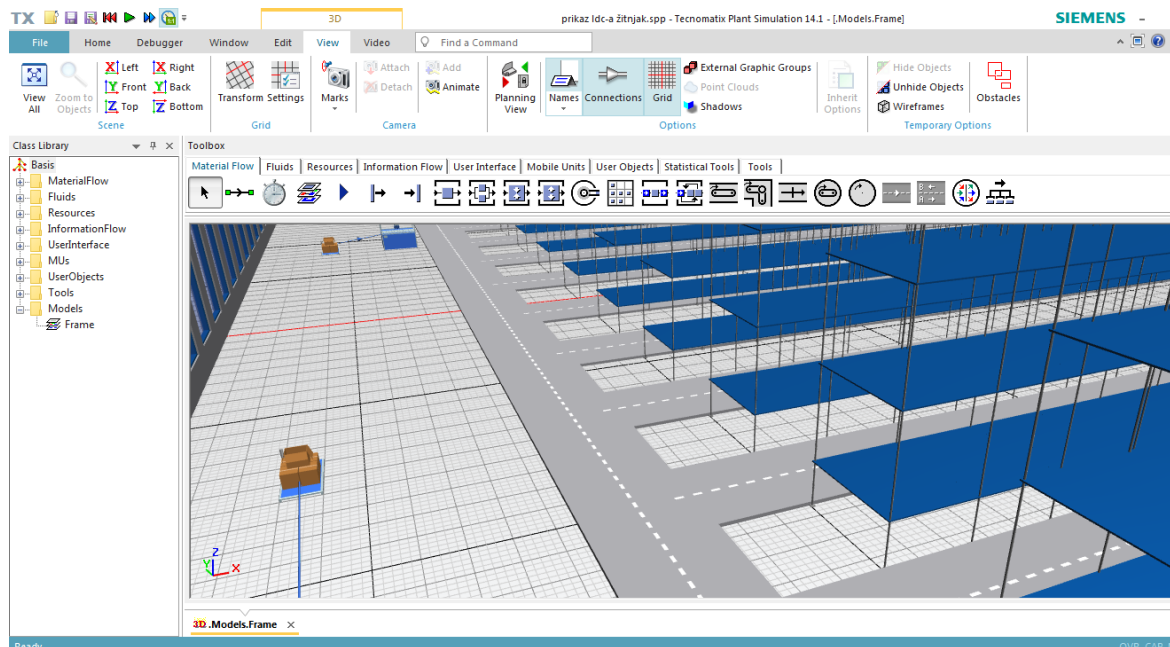 TX 3D prikaz ldc-a žitnjak.spp - Tecnomatix Plant Simulation 14.1 - [.Models.Frame] SIEMENS
File Home Debugger Window Edit View Video Find a Command
View All
Zoom to Objects
Left Right
Front Back
Top Bottom
Scene
Transform Settings
Grid
Marks
Attach
Detach
Add
Animate
Camera
Planning View
Names Connections Grid
External Graphic Groups
Point Clouds
Shadows
Options
Inherit Options
Hide Objects
Unhide Objects
Wireframes
Obstacles
Temporary Options
Class Library
Basis
MaterialFlow
Fluids
Resources
InformationFlow
UserInterface
MUs
UserObjects
Tools
Models
Frame
Toolbox
Material Flow Fluids Resources Information Flow User Interface Mobile Units User Objects Statistical Tools Tools
Z
Y
X
3D .Models.Frame
Ready
OVR CAP